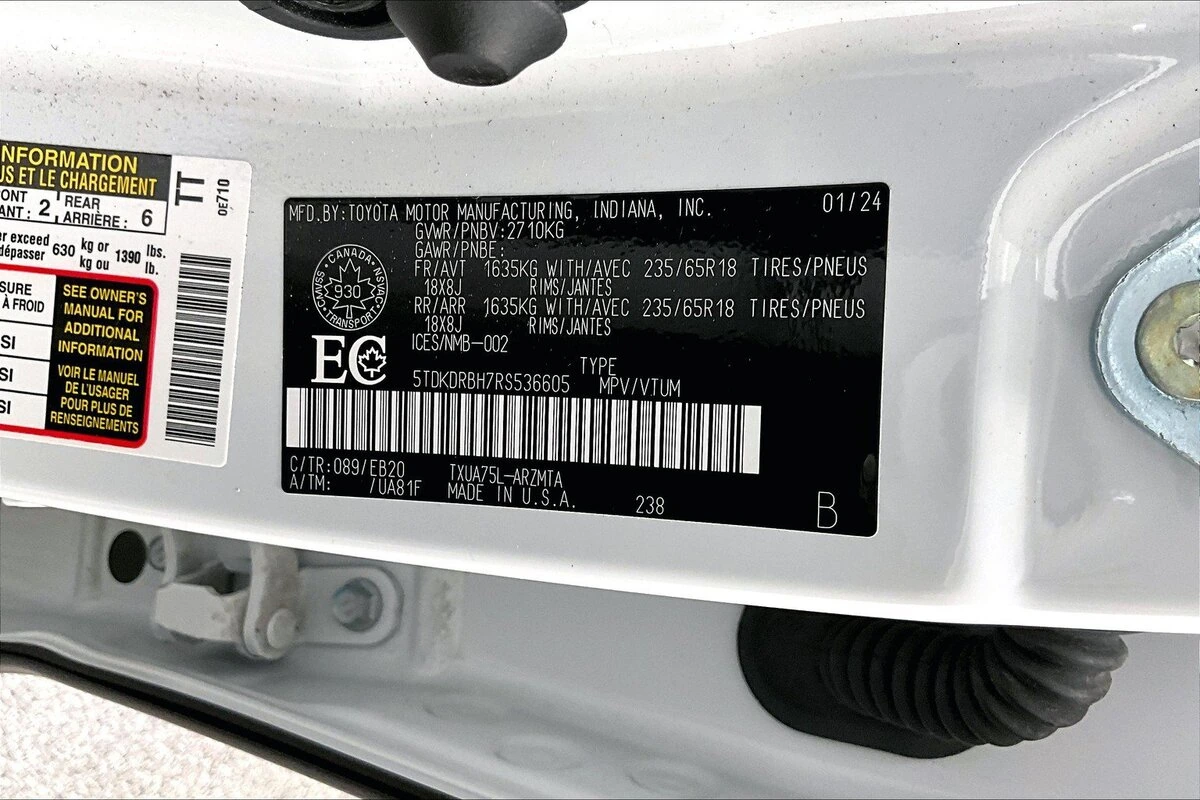 NFORMATION
US ET LE CHARGEMENT
ONT
ANT : 2
REAR
ARRIÈRE : 6
er exceed
dépasser 630 kg or
kg ou 1390 lbs.
lb.
SURE
À FROID
SI
SI
SI
SEE OWNER'S
MANUAL FOR
ADDITIONAL
INFORMATION
VOIR LE MANUEL
DE L'USAGER
POUR PLUS DE
RENSEIGNEMENTS
TT
0E710
MFD.BY:TOYOTA MOTOR MANUFACTURING, INDIANA, INC. 01/24
GVWR/PNBV:2710KG
GAWR/PNBE:
FR/AVT 1635KG WITH/AVEC 235/65R18 TIRES/PNEUS
18X8J RIMS/JANTES
RR/ARR 1635KG WITH/AVEC 235/65R18 TIRES/PNEUS
18X8J RIMS/JANTES
ICES/NMB-002
CANADA
930
TRANSPORT
EC
TYPE
5TDKDRBH7RS536605 MPV/V.TUM
C/TR:089/EB20 TXUA75L-ARZMTA
A/TM: /UA81F MADE IN U.S.A. 238
B